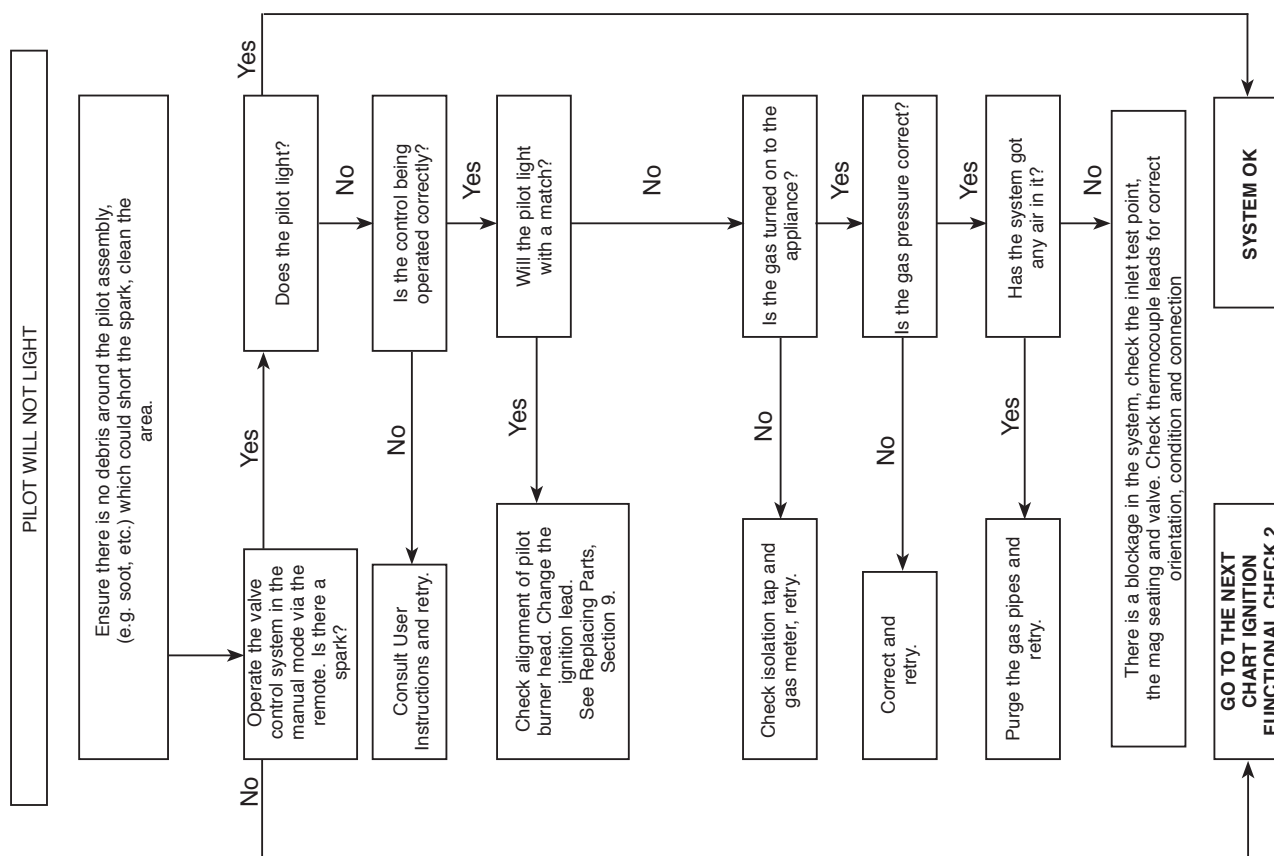 PILOT WILL NOT LIGHT
Ensure there is no debris around the pilot assembly,
(e.g. soot, etc.) which could short the spark, clean the
area.
Operate the valve
control system in the
manual mode via the
remote. Is there a
spark?
No
Yes
Does the pilot light?
Yes
No
Is the control being
operated correctly?
No
Consult User
Instructions and retry.
Yes
Will the pilot light
with a match?
Yes
Check alignment of pilot
burner head. Change the
ignition lead.
See Replacing Parts,
Section 9.
No
Is the gas turned on to the
appliance?
No
Check isolation tap and
gas meter, retry.
Yes
Is the gas pressure correct?
No
Correct and
retry.
Yes
Has the system got
any air in it?
Yes
Purge the gas pipes and
retry.
No
There is a blockage in the system, check the inlet test point,
the mag seating and valve. Check thermocouple leads for correct
orientation, condition and connection
GO TO THE NEXT
CHART IGNITION
FUNCTIONAL CHECK 2
SYSTEM OK